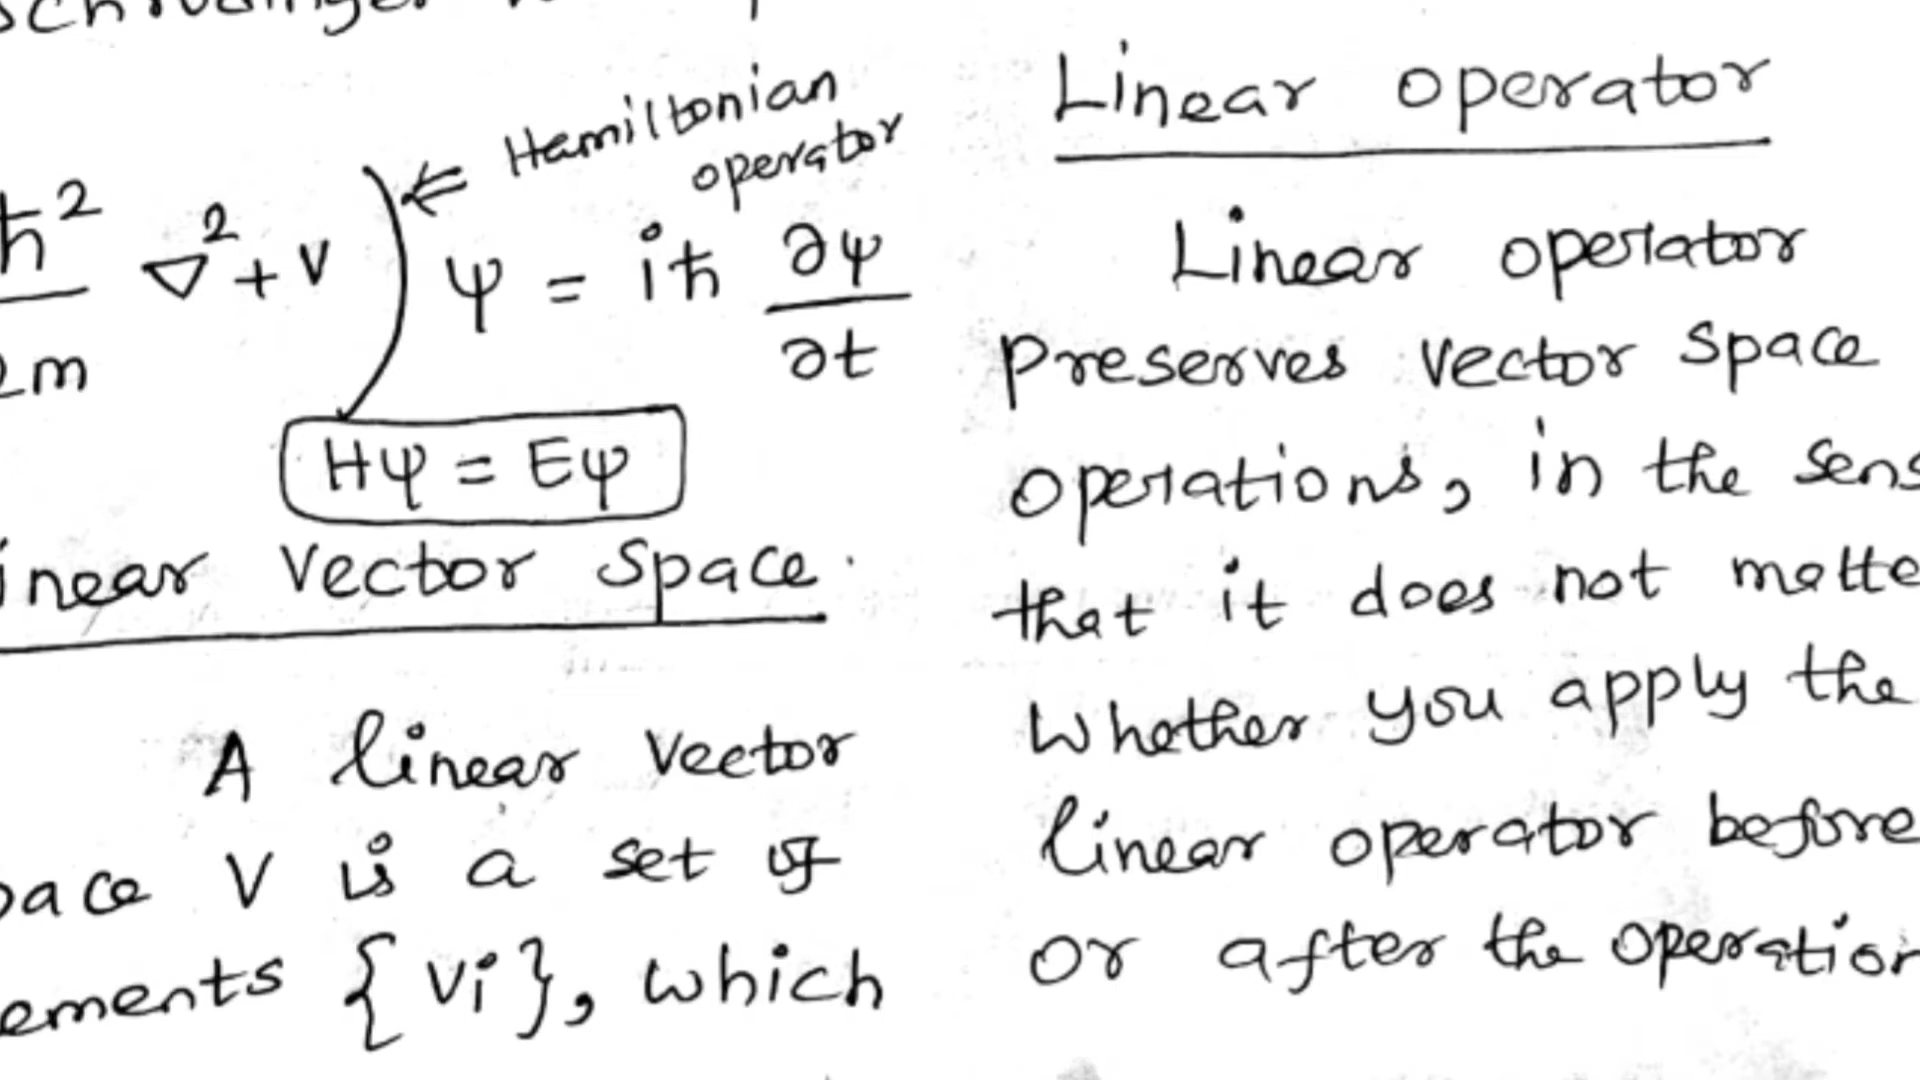 Hamiltonian
operator
ħ² ∇² + V ) ψ = iħ ∂ψ
2m ∂t
Hψ = Eψ
inear Vector Space.
A linear Vector
pace V is a set of
ements {Vi}, which
Linear operator
Linear operator
Preserves Vector Space
operations, in the sens
that it does not matte
Whether you apply the
linear operator before
or after the operation